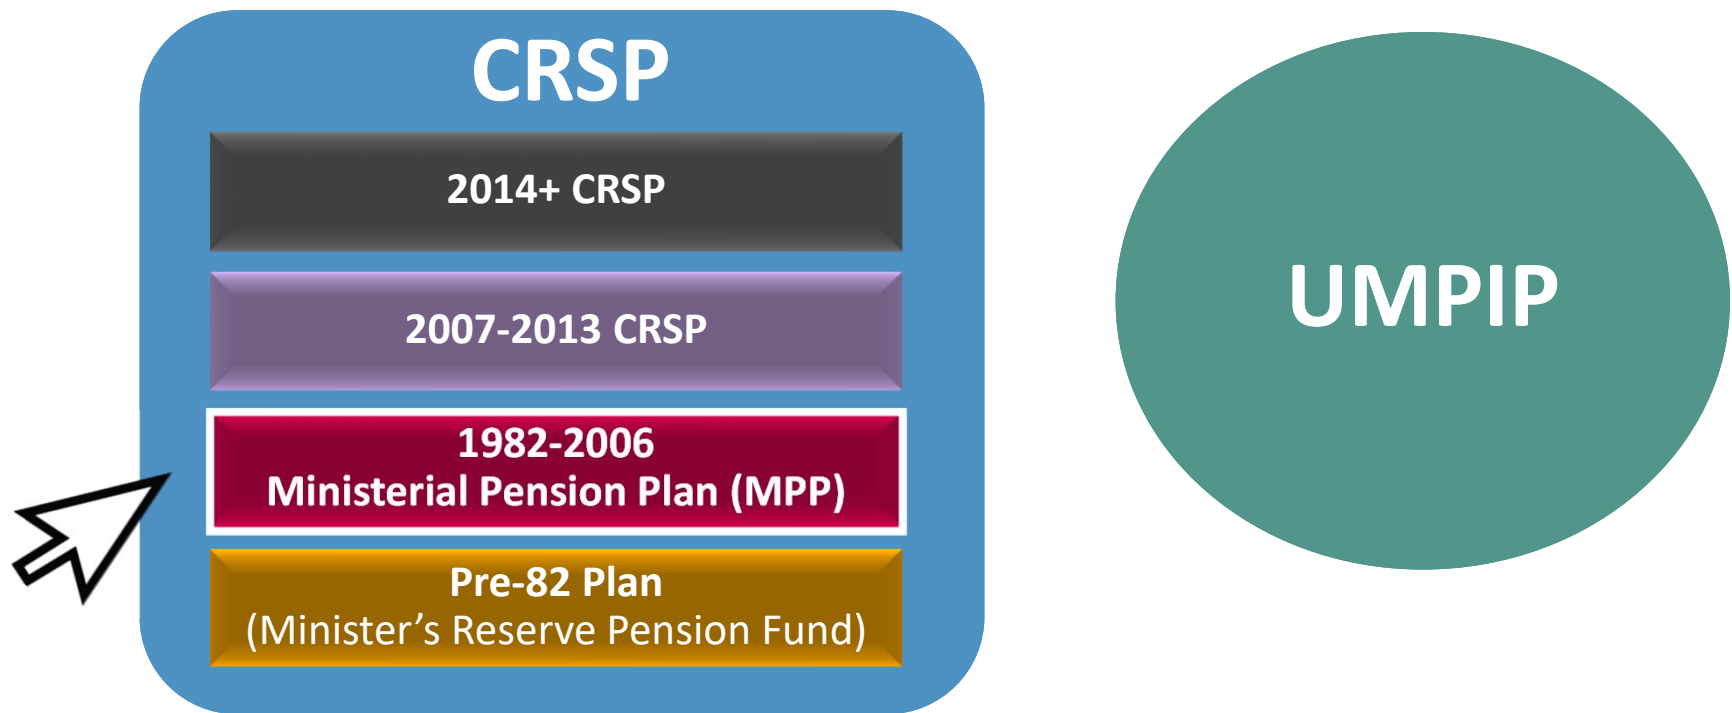 CRSP
2014+ CRSP
2007-2013 CRSP
1982-2006
Ministerial Pension Plan (MPP)
Pre-82 Plan
(Minister’s Reserve Pension Fund)
UMPIP